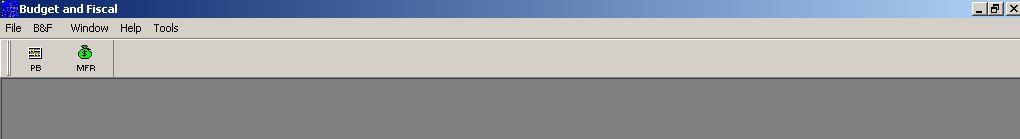 Budget and Fiscal
File B&F Window Help Tools
PB MFR